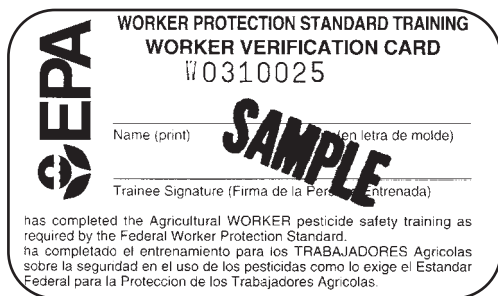 EPA
WORKER PROTECTION STANDARD TRAINING
WORKER VERIFICATION CARD
W0310025
SAMPLE
Name (print) (en letra de molde)
Trainee Signature (Firma de la Entrenada)
has completed the Agricultural WORKER pesticide safety training as
required by the Federal Worker Protection Standard.
ha completado el entrenamiento para los TRABAJADORES Agricolas
sobre la seguridad en el uso de los pesticidas como lo exige el Estandar
Federal para la Proteccion de los Trabajadores Agricolas.